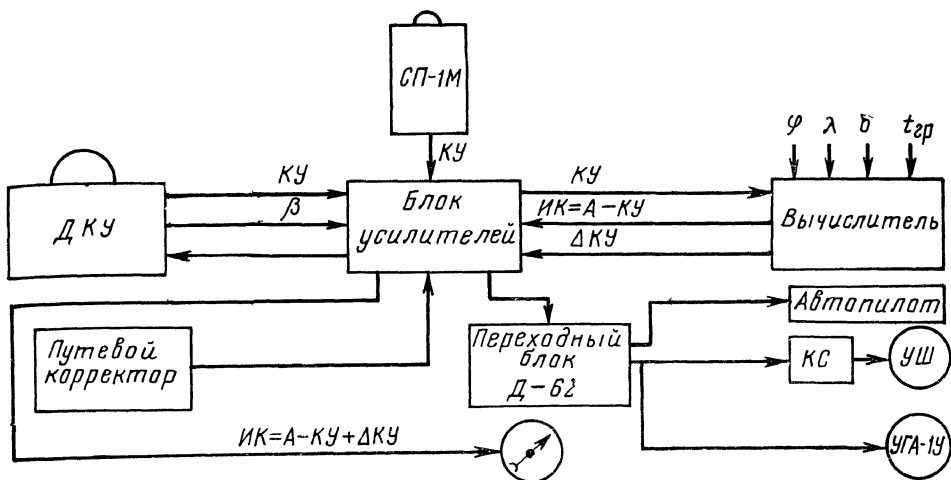 СП-1М
КУ
φ λ δ tгр
ДКУ
КУ
β
Блок
усилителей
КУ
ИК=А-КУ
ΔКУ
Вычислитель
Путевой
корректор
Переходный
блок
Д-62
Автопилот
КС
УШ
УГА-1У
ИК=А-КУ+ΔКУ